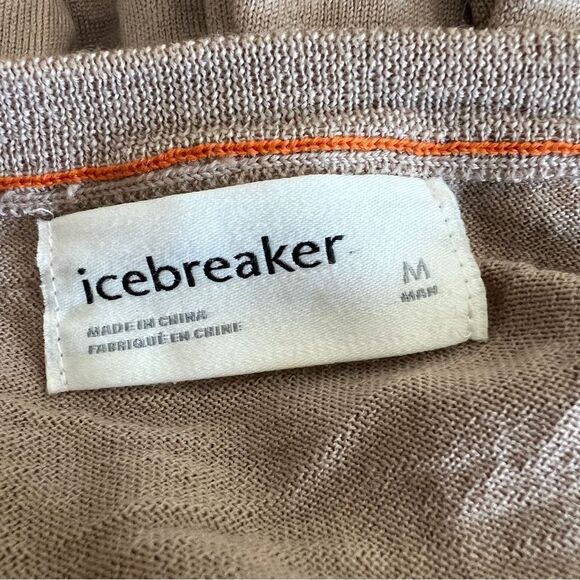 icebreaker
M
MAN
MADE IN CHINA
FABRIQUÉ EN CHINE